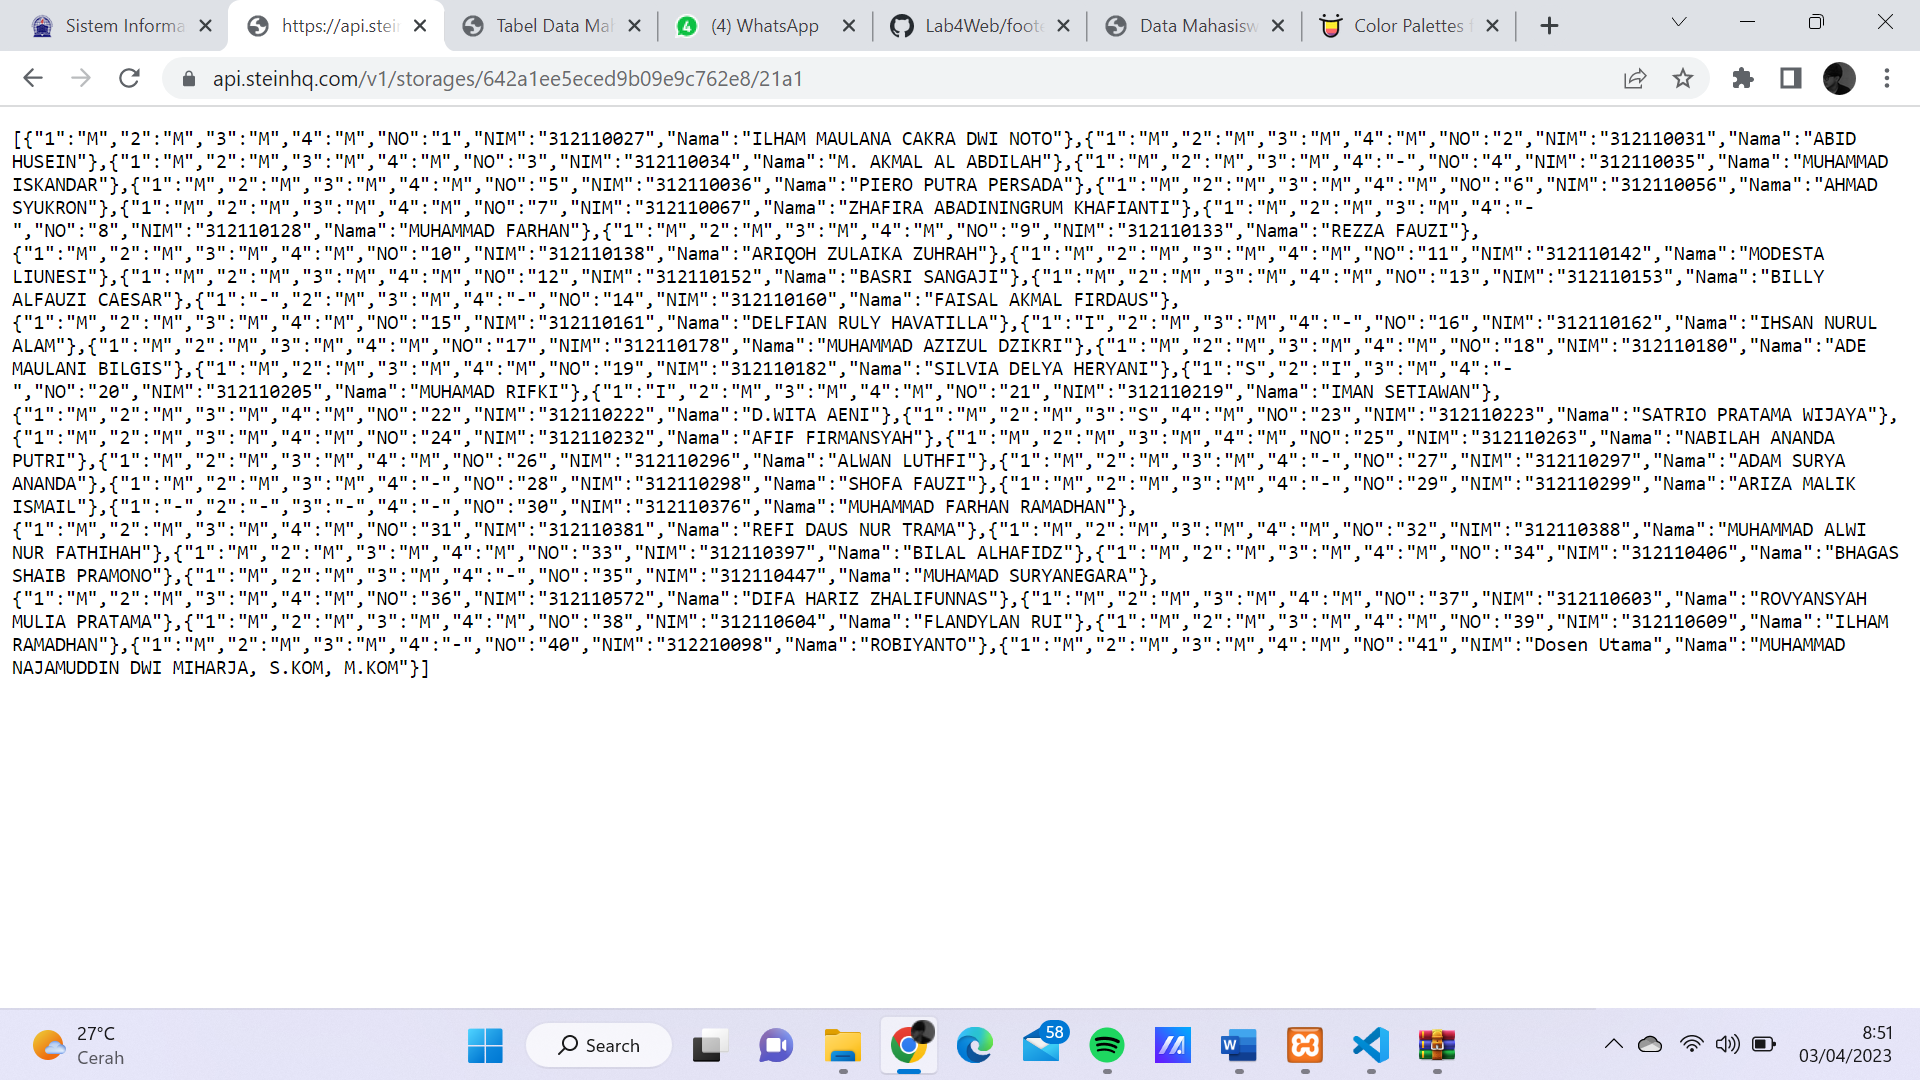 Sistem Informa
https://api.stei
Tabel Data Mah
(4) WhatsApp
Lab4Web/foote
Data Mahasisw
Color Palettes f
api.steinhq.com/v1/storages/642a1ee5eced9b09e9c762e8/21a1
[{"1":"M","2":"M","3":"M","4":"M","NO":"1","NIM":"312110027","Nama":"ILHAM MAULANA CAKRA DWI NOTO"},{"1":"M","2":"M","3":"M","4":"M","NO":"2","NIM":"312110031","Nama":"ABID
HUSEIN"},{"1":"M","2":"M","3":"M","4":"M","NO":"3","NIM":"312110034","Nama":"M. AKMAL AL ABDILAH"},{"1":"M","2":"M","3":"M","4":"-","NO":"4","NIM":"312110035","Nama":"MUHAMMAD
ISKANDAR"},{"1":"M","2":"M","3":"M","4":"M","NO":"5","NIM":"312110036","Nama":"PIERO PUTRA PERSADA"},{"1":"M","2":"M","3":"M","4":"M","NO":"6","NIM":"312110056","Nama":"AHMAD
SYUKRON"},{"1":"M","2":"M","3":"M","4":"M","NO":"7","NIM":"312110067","Nama":"ZHAFIRA ABADININGRUM KHAFIANTI"},{"1":"M","2":"M","3":"M","4":"-
","NO":"8","NIM":"312110128","Nama":"MUHAMMAD FARHAN"},{"1":"M","2":"M","3":"M","4":"M","NO":"9","NIM":"312110133","Nama":"REZZA FAUZI"},
{"1":"M","2":"M","3":"M","4":"M","NO":"10","NIM":"312110138","Nama":"ARIQOH ZULAIKA ZUHRAH"},{"1":"M","2":"M","3":"M","4":"M","NO":"11","NIM":"312110142","Nama":"MODESTA
LIUNESI"},{"1":"M","2":"M","3":"M","4":"M","NO":"12","NIM":"312110152","Nama":"BASRI SANGAJI"},{"1":"M","2":"M","3":"M","4":"M","NO":"13","NIM":"312110153","Nama":"BILLY
ALFAUZI CAESAR"},{"1":"-","2":"M","3":"M","4":"-","NO":"14","NIM":"312110160","Nama":"FAISAL AKMAL FIRDAUS"},
{"1":"M","2":"M","3":"M","4":"M","NO":"15","NIM":"312110161","Nama":"DELFIAN RULY HAVATILLA"},{"1":"I","2":"M","3":"M","4":"-","NO":"16","NIM":"312110162","Nama":"IHSAN NURUL
ALAM"},{"1":"M","2":"M","3":"M","4":"M","NO":"17","NIM":"312110178","Nama":"MUHAMMAD AZIZUL DZIKRI"},{"1":"M","2":"M","3":"M","4":"M","NO":"18","NIM":"312110180","Nama":"ADE
MAULANI BILGIS"},{"1":"M","2":"M","3":"M","4":"M","NO":"19","NIM":"312110182","Nama":"SILVIA DELYA HERYANI"},{"1":"S","2":"I","3":"M","4":"-
","NO":"20","NIM":"312110205","Nama":"MUHAMAD RIFKI"},{"1":"I","2":"M","3":"M","4":"M","NO":"21","NIM":"312110219","Nama":"IMAN SETIAWAN"},
{"1":"M","2":"M","3":"M","4":"M","NO":"22","NIM":"312110222","Nama":"D.WITA AENI"},{"1":"M","2":"M","3":"S","4":"M","NO":"23","NIM":"312110223","Nama":"SATRIO PRATAMA WIJAYA"},
{"1":"M","2":"M","3":"M","4":"M","NO":"24","NIM":"312110232","Nama":"AFIF FIRMANSYAH"},{"1":"M","2":"M","3":"M","4":"M","NO":"25","NIM":"312110263","Nama":"NABILAH ANANDA
PUTRI"},{"1":"M","2":"M","3":"M","4":"M","NO":"26","NIM":"312110296","Nama":"ALWAN LUTHFI"},{"1":"M","2":"M","3":"M","4":"-","NO":"27","NIM":"312110297","Nama":"ADAM SURYA
ANANDA"},{"1":"M","2":"M","3":"M","4":"-","NO":"28","NIM":"312110298","Nama":"SHOFA FAUZI"},{"1":"M","2":"M","3":"M","4":"-","NO":"29","NIM":"312110299","Nama":"ARIZA MALIK
ISMAIL"},{"1":"-","2":"-","3":"-","4":"-","NO":"30","NIM":"312110376","Nama":"MUHAMMAD FARHAN RAMADHAN"},
{"1":"M","2":"M","3":"M","4":"M","NO":"31","NIM":"312110381","Nama":"REFI DAUS NUR TRAMA"},{"1":"M","2":"M","3":"M","4":"M","NO":"32","NIM":"312110388","Nama":"MUHAMMAD ALWI
NUR FATHIHAH"},{"1":"M","2":"M","3":"M","4":"M","NO":"33","NIM":"312110397","Nama":"BILAL ALHAFIDZ"},{"1":"M","2":"M","3":"M","4":"M","NO":"34","NIM":"312110406","Nama":"BHAGAS
SHAIB PRAMONO"},{"1":"M","2":"M","3":"M","4":"-","NO":"35","NIM":"312110447","Nama":"MUHAMAD SURYANEGARA"},
{"1":"M","2":"M","3":"M","4":"M","NO":"36","NIM":"312110572","Nama":"DIFA HARIZ ZHALIFUNNAS"},{"1":"M","2":"M","3":"M","4":"M","NO":"37","NIM":"312110603","Nama":"ROVYANSYAH
MULIA PRATAMA"},{"1":"M","2":"M","3":"M","4":"M","NO":"38","NIM":"312110604","Nama":"FLANDYLAN RUI"},{"1":"M","2":"M","3":"M","4":"M","NO":"39","NIM":"312110609","Nama":"ILHAM
RAMADHAN"},{"1":"M","2":"M","3":"M","4":"-","NO":"40","NIM":"312210098","Nama":"ROBIYANTO"},{"1":"M","2":"M","3":"M","4":"M","NO":"41","NIM":"Dosen Utama","Nama":"MUHAMMAD
NAJAMUDDIN DWI MIHARJA, S.KOM, M.KOM"}]
27°C
Cerah
Search
58
8:51
03/04/2023